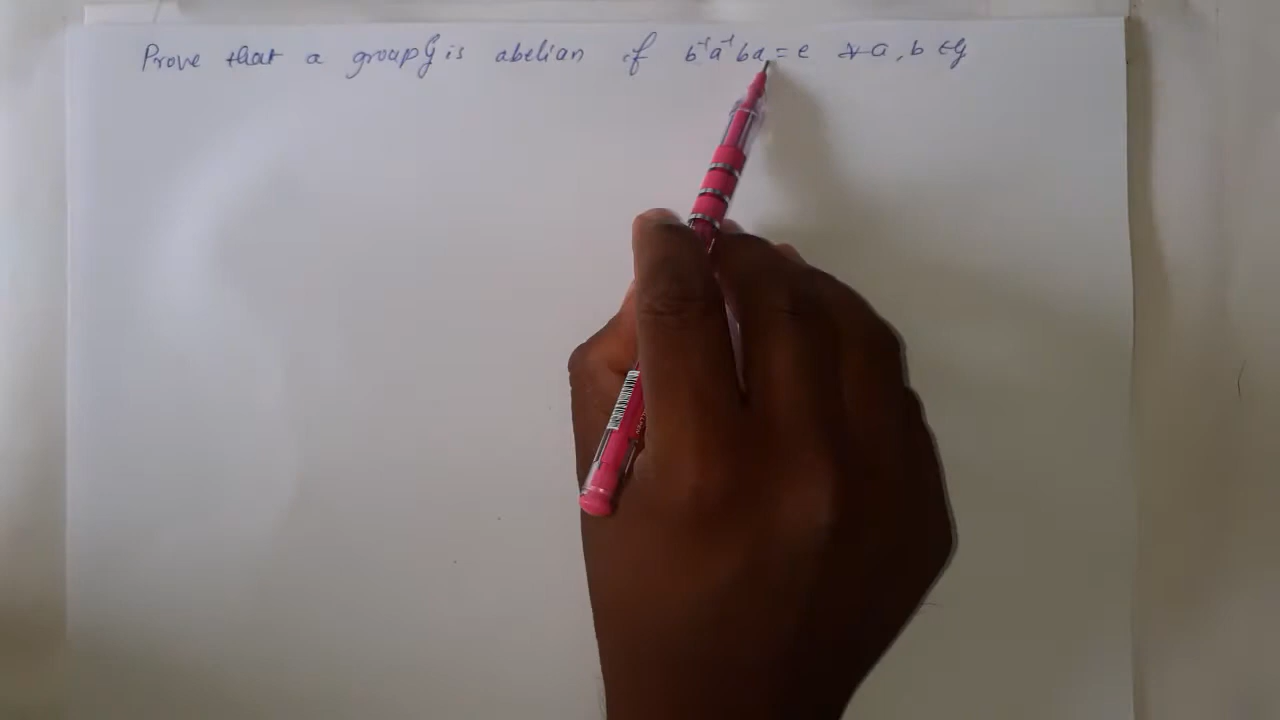 Prove that a group G is abelian if b⁻¹a⁻¹ba = e ∀ a, b ∈ G